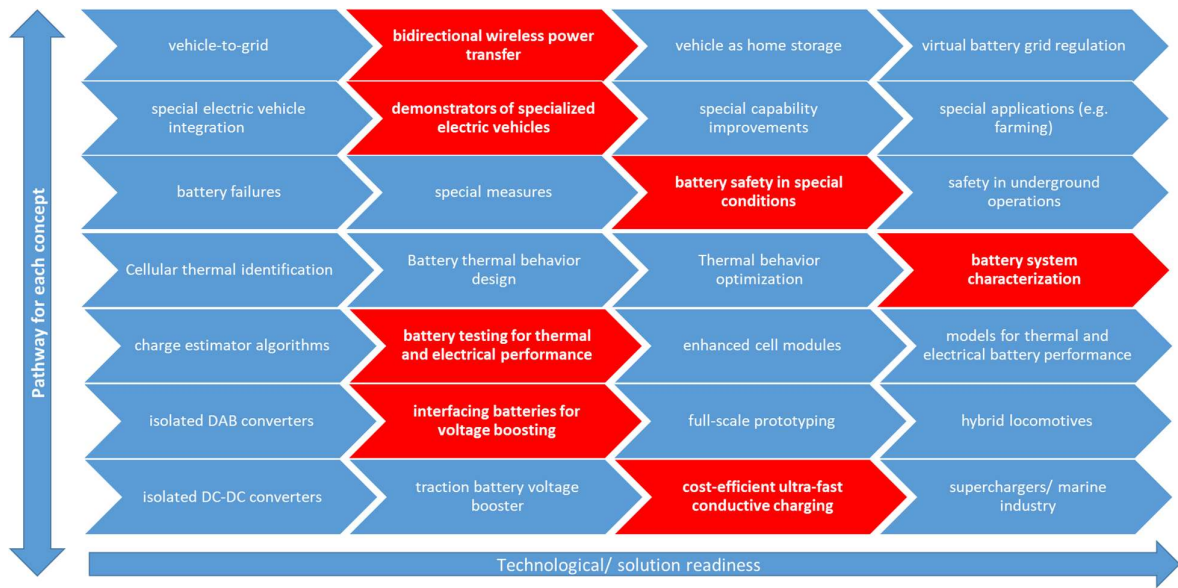 Pathway for each concept
vehicle-to-grid
bidirectional wireless power
transfer
vehicle as home storage
virtual battery grid regulation
special electric vehicle
integration
demonstrators of specialized
electric vehicles
special capability
improvements
special applications (e.g.
farming)
battery failures
special measures
battery safety in special
conditions
safety in underground
operations
Cellular thermal identification
Battery thermal behavior
design
Thermal behavior
optimization
battery system
characterization
charge estimator algorithms
battery testing for thermal
and electrical performance
enhanced cell modules
models for thermal and
electrical battery performance
isolated DAB converters
interfacing batteries for
voltage boosting
full-scale prototyping
hybrid locomotives
isolated DC-DC converters
traction battery voltage
booster
cost-efficient ultra-fast
conductive charging
superchargers/ marine
industry
Technological/ solution readiness